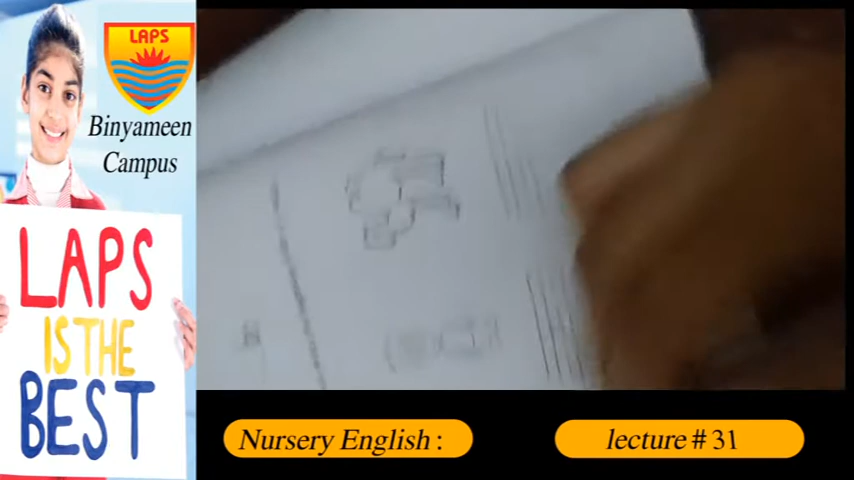 LAPS
Binyameen
Campus
LAPS
IS THE
BEST
Nursery English :
lecture # 31